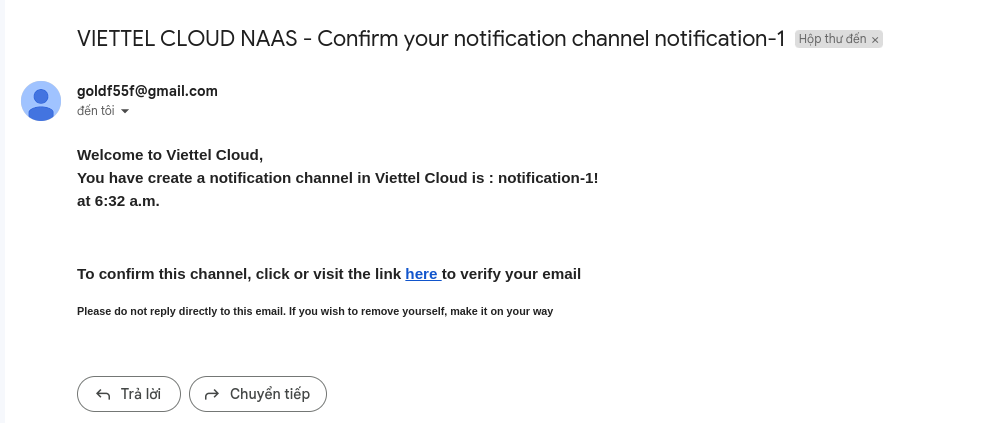 VIETTEL CLOUD NAAS - Confirm your notification channel notification-1 Hộp thư đến ×
goldf55f@gmail.com
đến tôi
Welcome to Viettel Cloud,
You have create a notification channel in Viettel Cloud is : notification-1!
at 6:32 a.m.
To confirm this channel, click or visit the link here to verify your email
Please do not reply directly to this email. If you wish to remove yourself, make it on your way
Trả lời Chuyển tiếp